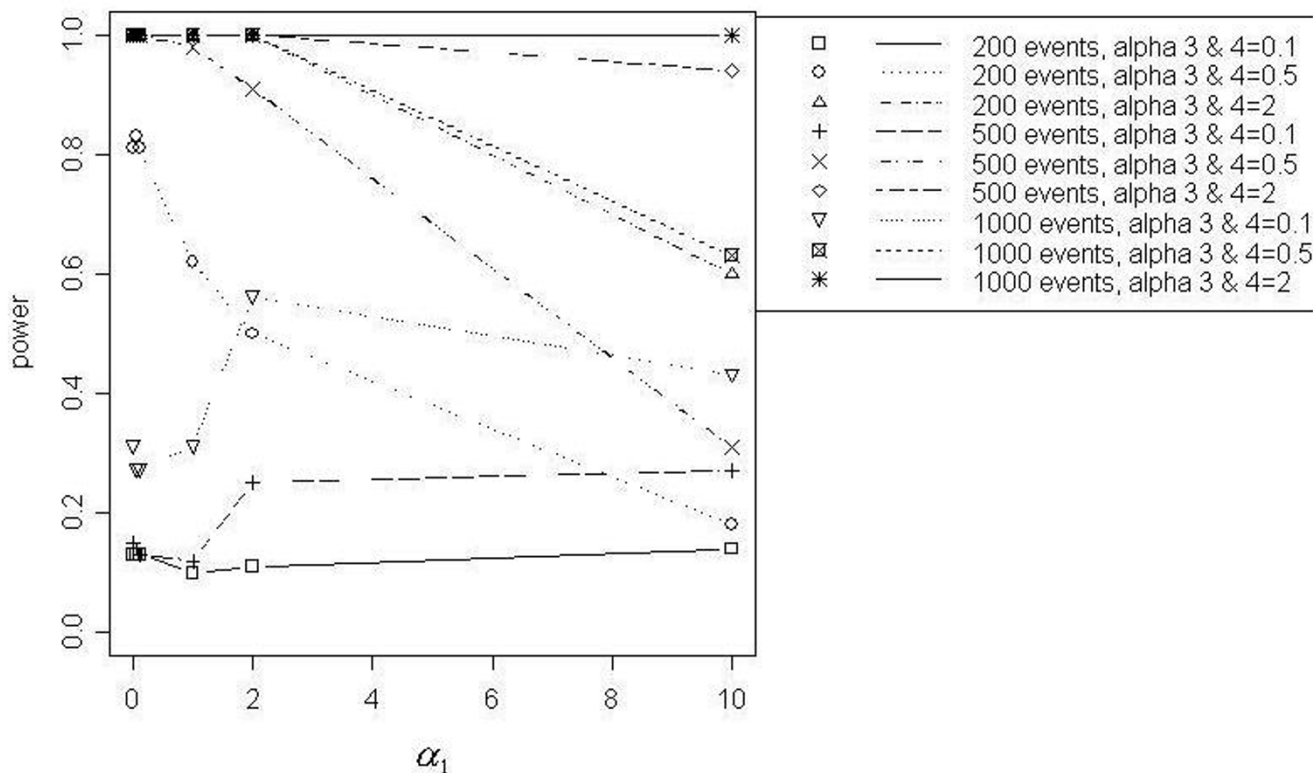 200 events, alpha 3 & 4=0.1
200 events, alpha 3 & 4=0.5
200 events, alpha 3 & 4=2
500 events, alpha 3 & 4=0.1
500 events, alpha 3 & 4=0.5
500 events, alpha 3 & 4=2
1000 events, alpha 3 & 4=0.1
1000 events, alpha 3 & 4=0.5
1000 events, alpha 3 & 4=2
power
1.0
0.8
0.6
0.4
0.2
0.0
0 2 4 6 8 10
α₁